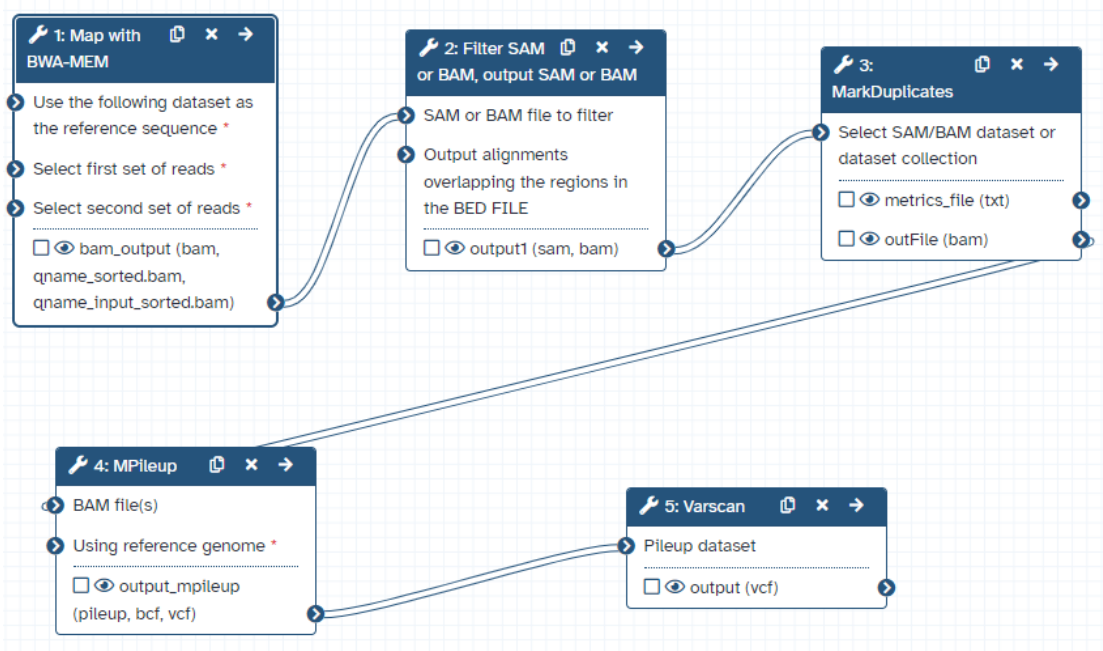 1: Map with
BWA-MEM
Use the following dataset as
the reference sequence *
Select first set of reads *
Select second set of reads *
bam_output (bam,
qname_sorted.bam,
qname_input_sorted.bam)
2: Filter SAM
or BAM, output SAM or BAM
SAM or BAM file to filter
Output alignments
overlapping the regions in
the BED FILE
output1 (sam, bam)
3:
MarkDuplicates
Select SAM/BAM dataset or
dataset collection
metrics_file (txt)
outFile (bam)
4: MPileup
BAM file(s)
Using reference genome *
output_mpileup
(pileup, bcf, vcf)
5: Varscan
Pileup dataset
output (vcf)